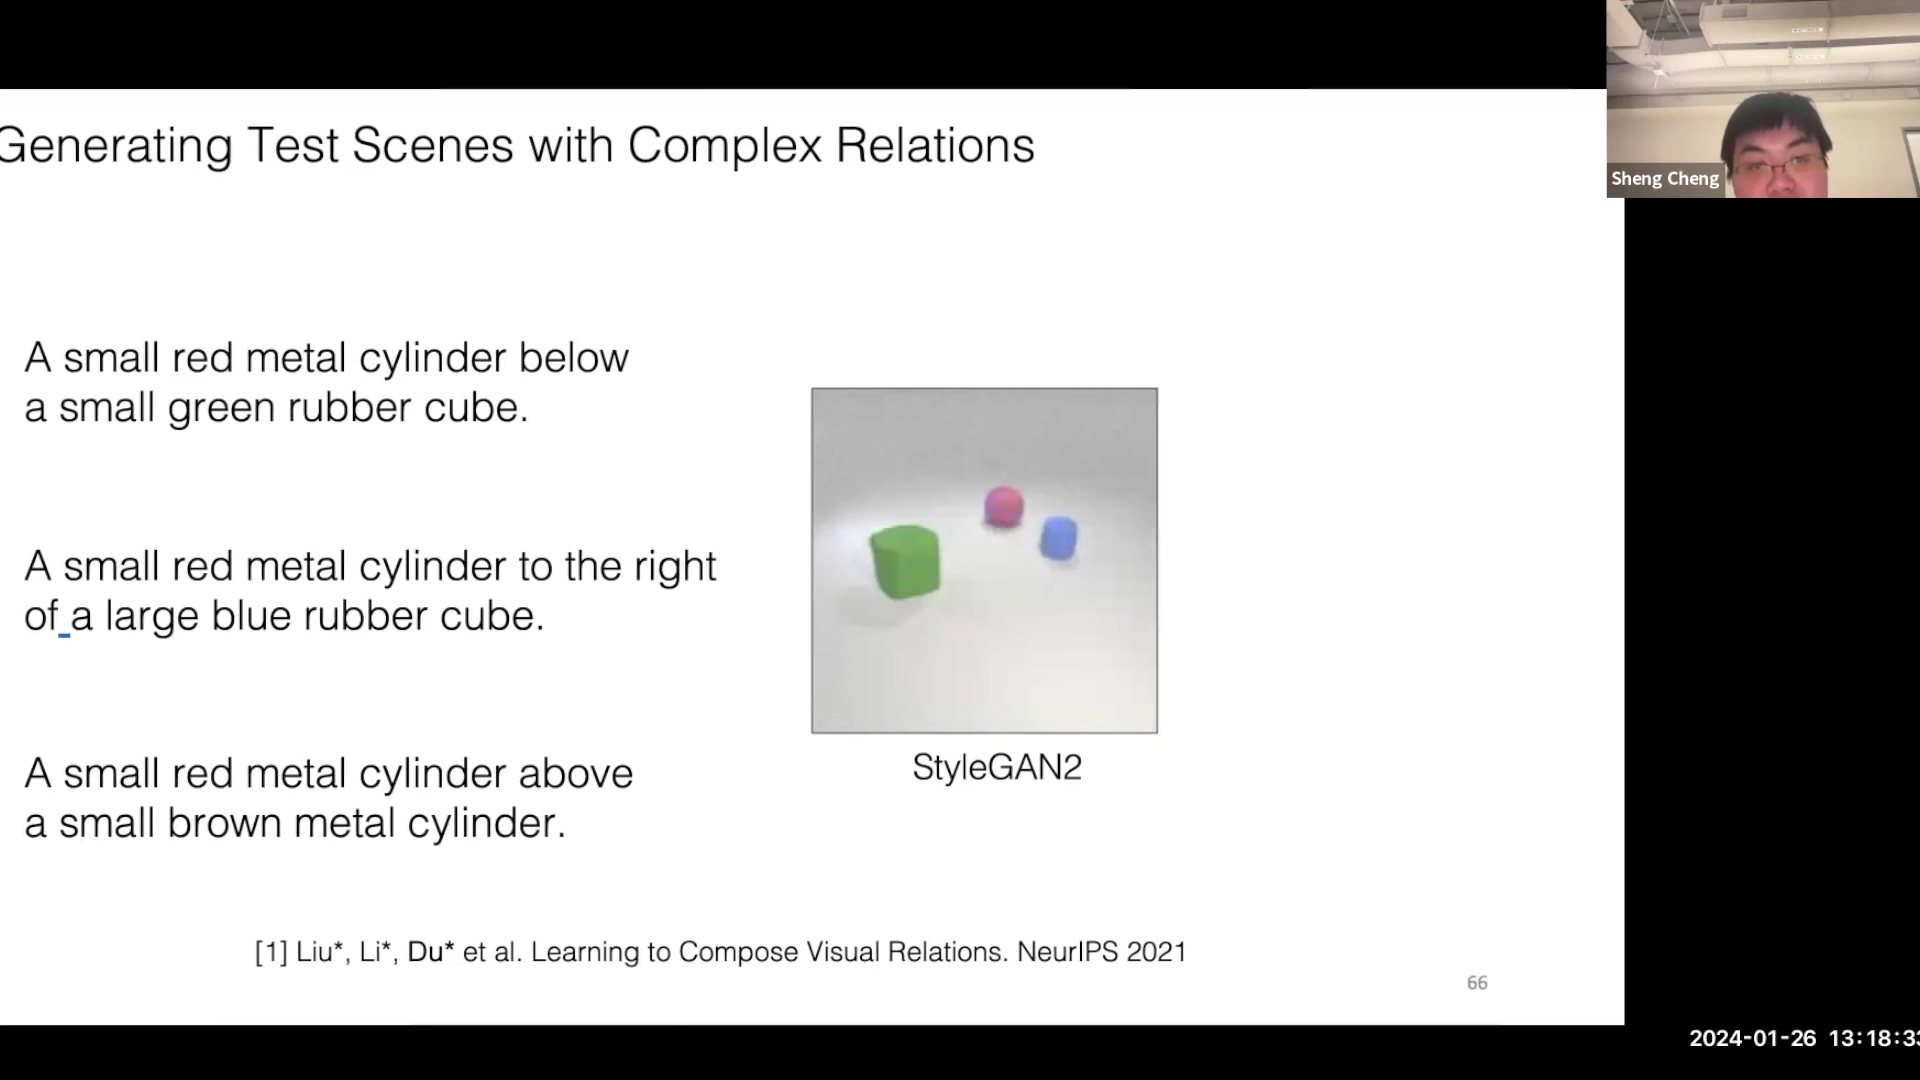 Generating Test Scenes with Complex Relations
Sheng Cheng
A small red metal cylinder below
a small green rubber cube.
A small red metal cylinder to the right
of a large blue rubber cube.
A small red metal cylinder above
a small brown metal cylinder.
StyleGAN2
[1] Liu*, Li*, Du* et al. Learning to Compose Visual Relations. NeurIPS 2021
66
2024-01-26 13:18:33